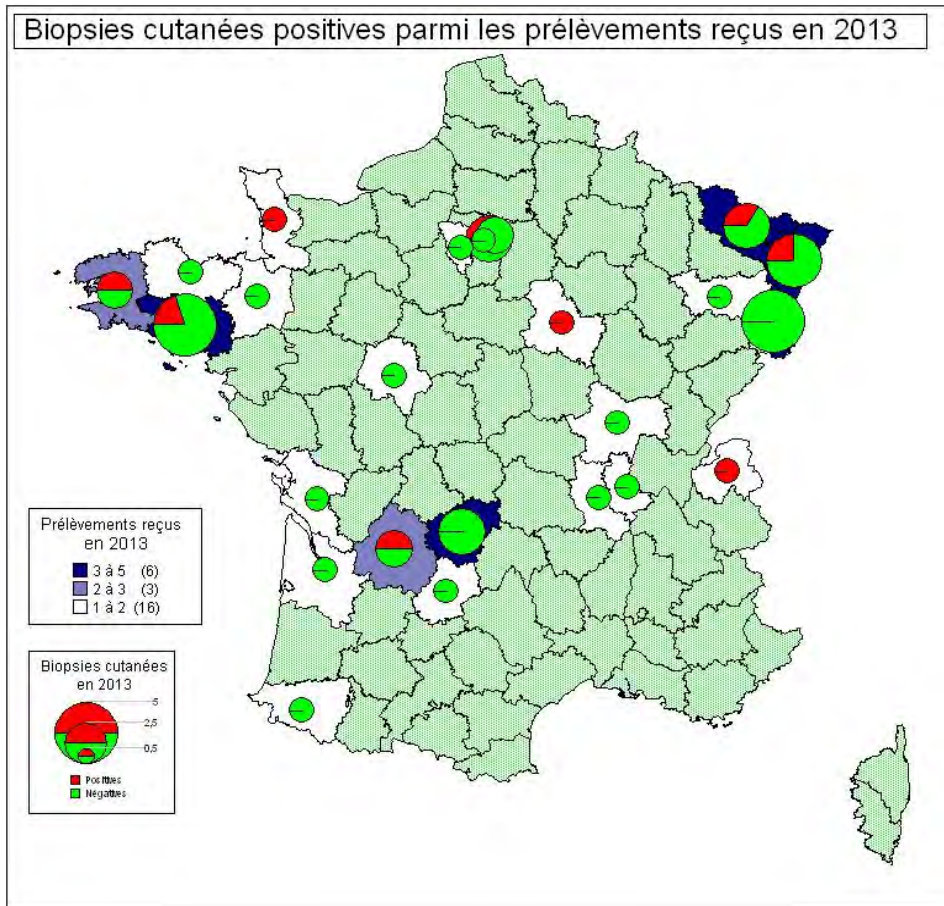 Biopsies cutanées positives parmi les prélèvements reçus en 2013
Prélèvements reçus
en 2013
3 à 5 (6)
2 à 3 (3)
1 à 2 (16)
Biopsies cutanées
en 2013
5
2,5
0,5
Positives
Négatives